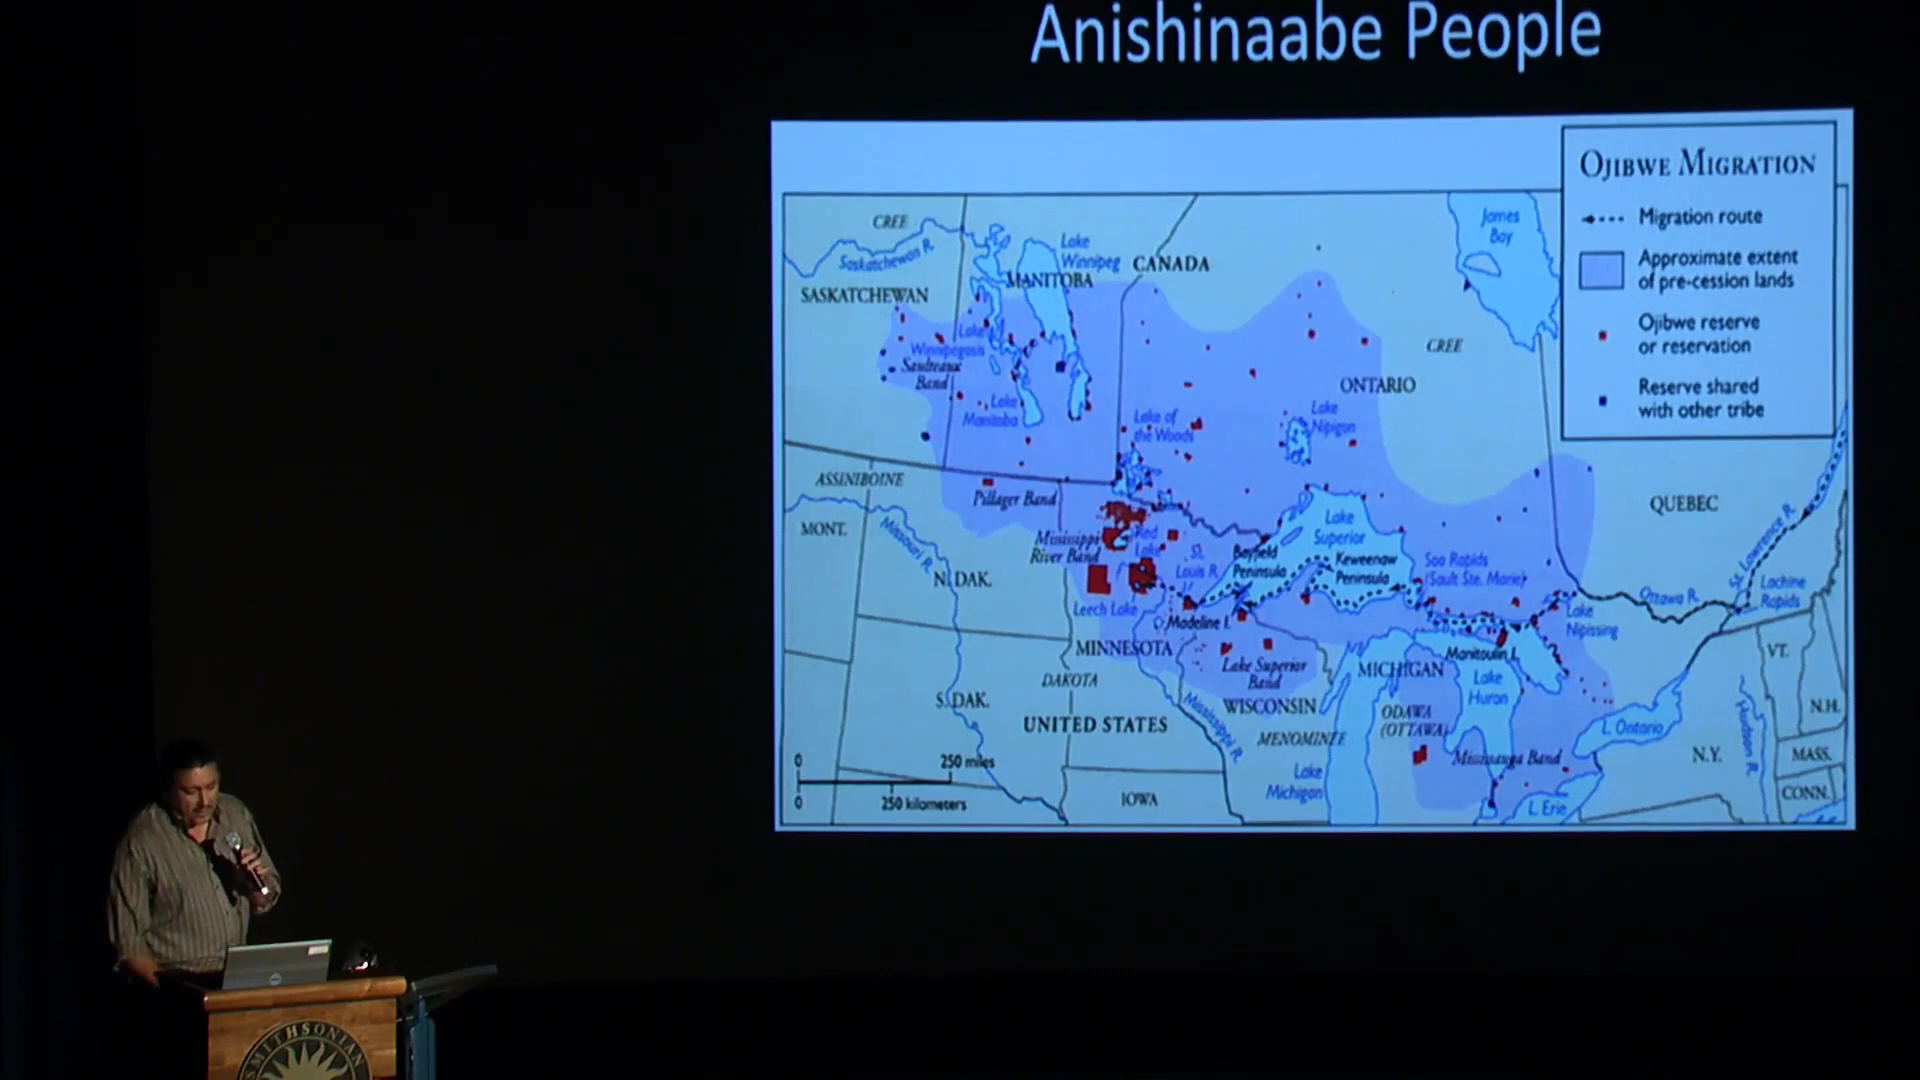 Anishinaabe People
OJIBWE MIGRATION
Migration route
Approximate extent
of pre-cession lands
Ojibwe reserve
or reservation
Reserve shared
with other tribe
CREE
Saskatchewan R.
SASKATCHEWAN
Lake
Winnipeg
MANITOBA
CANADA
James
Bay
Lake
Winnipegosis
Saulteaux
Band
Lake
Manitoba
CREE
ONTARIO
Lake of
the Woods
Lake
Nipigon
ASSINIBOINE
Pillager Band
QUEBEC
MONT.
Missouri R.
Mississippi
River Band
Red
Lake
N. DAK.
St.
Louis R.
Bayfield
Peninsula
Lake
Superior
Keweenaw
Peninsula
Soo Rapids
(Sault Ste. Marie)
St. Lawrence R.
Lachine
Rapids
Ottawa R.
Lake
Nipissing
Leech Lake
Madeline I.
MINNESOTA
Lake Superior
Band
MICHIGAN
Manitoulin I.
Lake
Huron
VT.
DAKOTA
S. DAK.
WISCONSIN
Mississippi R.
UNITED STATES
MENOMINEE
ODAWA
(OTTAWA)
L. Ontario
Hudson R.
N.H.
Mississauga Band
N.Y.
MASS.
0
250 miles
0
250 kilometers
IOWA
Lake
Michigan
L. Erie
CONN.
SMITHSONIAN